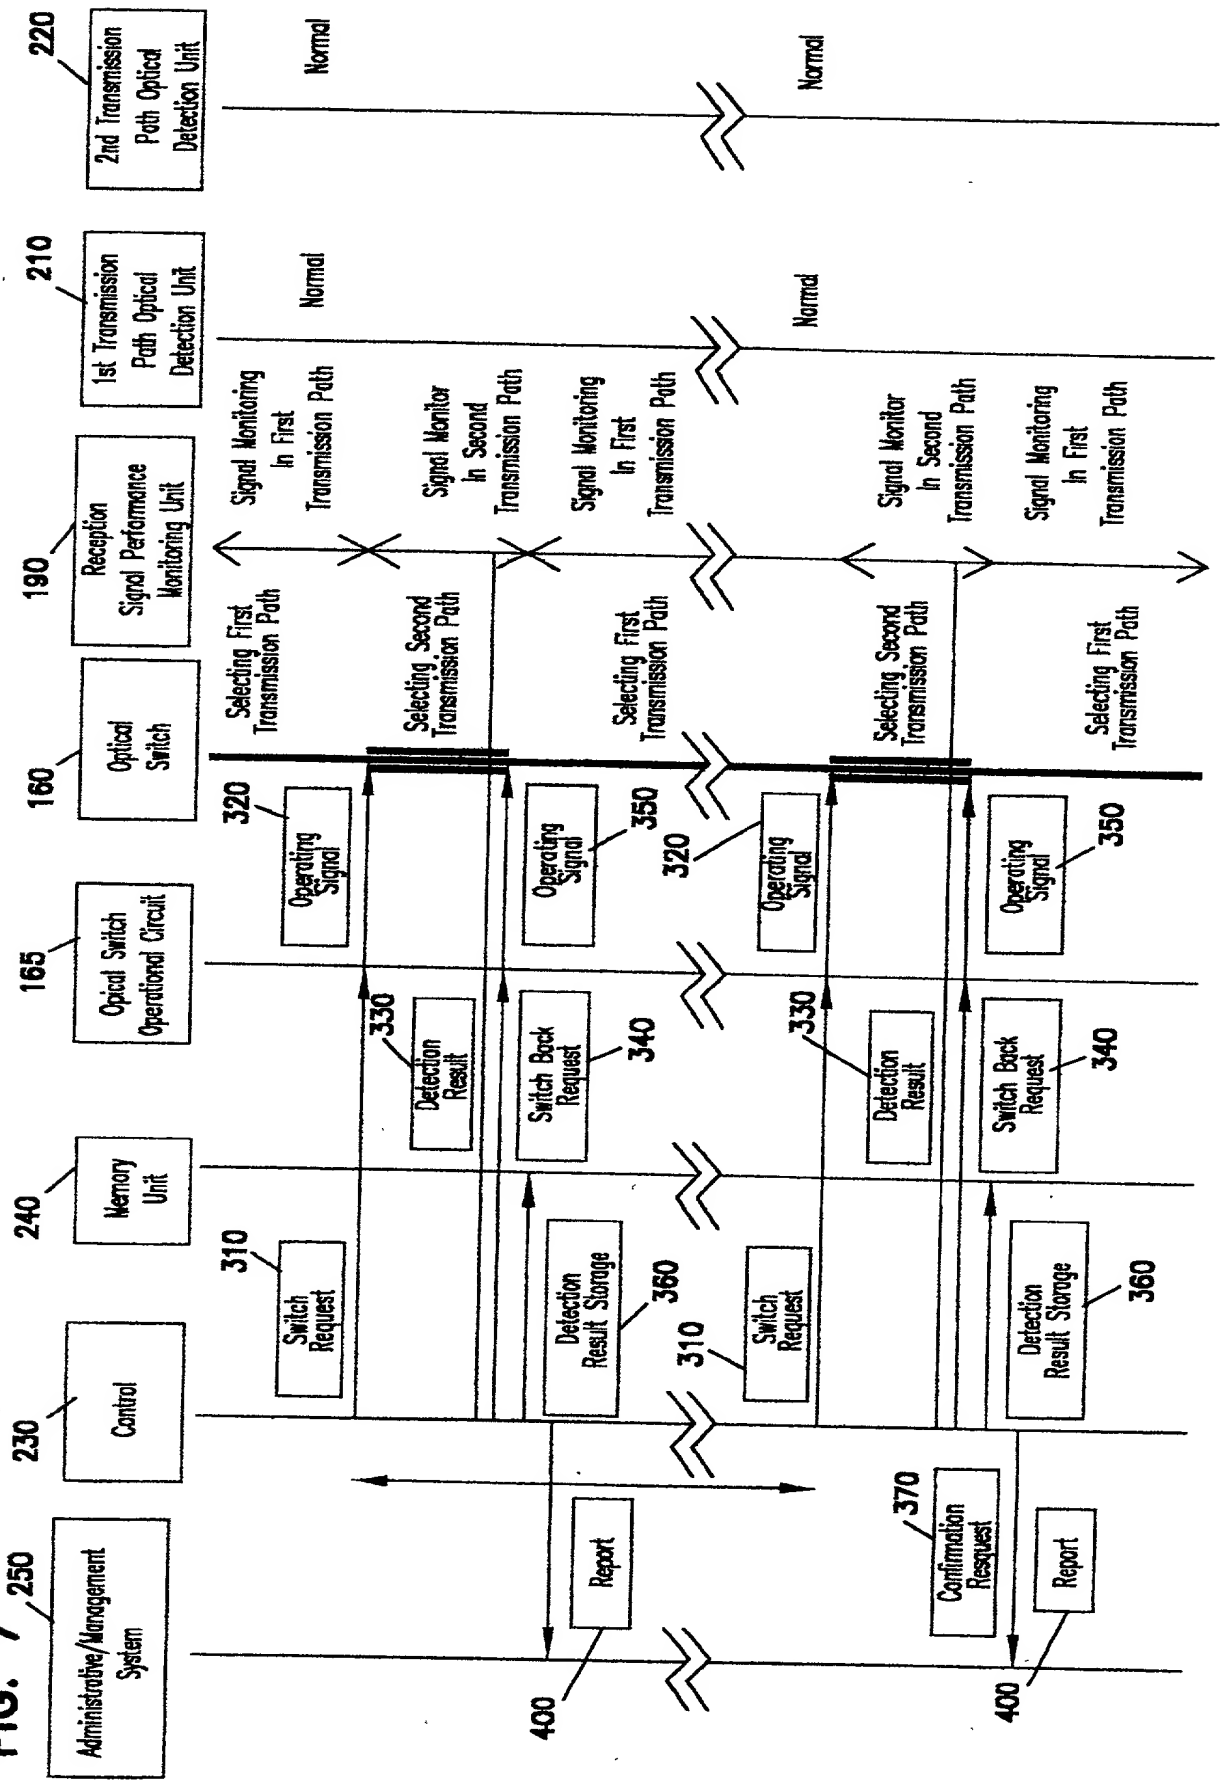 FIG. 7
250
Administrative/Management
System
230
Control
240
Memory
Unit
165
Opical Switch
Operational Circuit
160
Optical
Switch
190
Reception
Signal Performance
Monitoring Unit
210
1st Transmission
Path Optical
Detection Unit
220
2nd Transmission
Path Optical
Detection Unit
310
Switch
Request
320
Operating
Signal
Selecting First
Transmission Path
Signal Monitoring
In First
Transmission Path
Normal
Normal
330
Detection
Result
Selecting Second
Transmission Path
Signal Monitor
In Second
Transmission Path
400
Report
Detection
Result Storage
360
Switch Back
Request
340
Operating
Signal
350
Selecting First
Transmission Path
Signal Monitoring
In First
Transmission Path
310
Switch
Request
320
Operating
Signal
Normal
Normal
370
Confirmation
Resquest
330
Detection
Result
Selecting Second
Transmission Path
Signal Monitor
In Second
Transmission Path
400
Report
Detection
Result Storage
360
Switch Back
Request
340
Operating
Signal
350
Selecting First
Transmission Path
Signal Monitoring
In First
Transmission Path